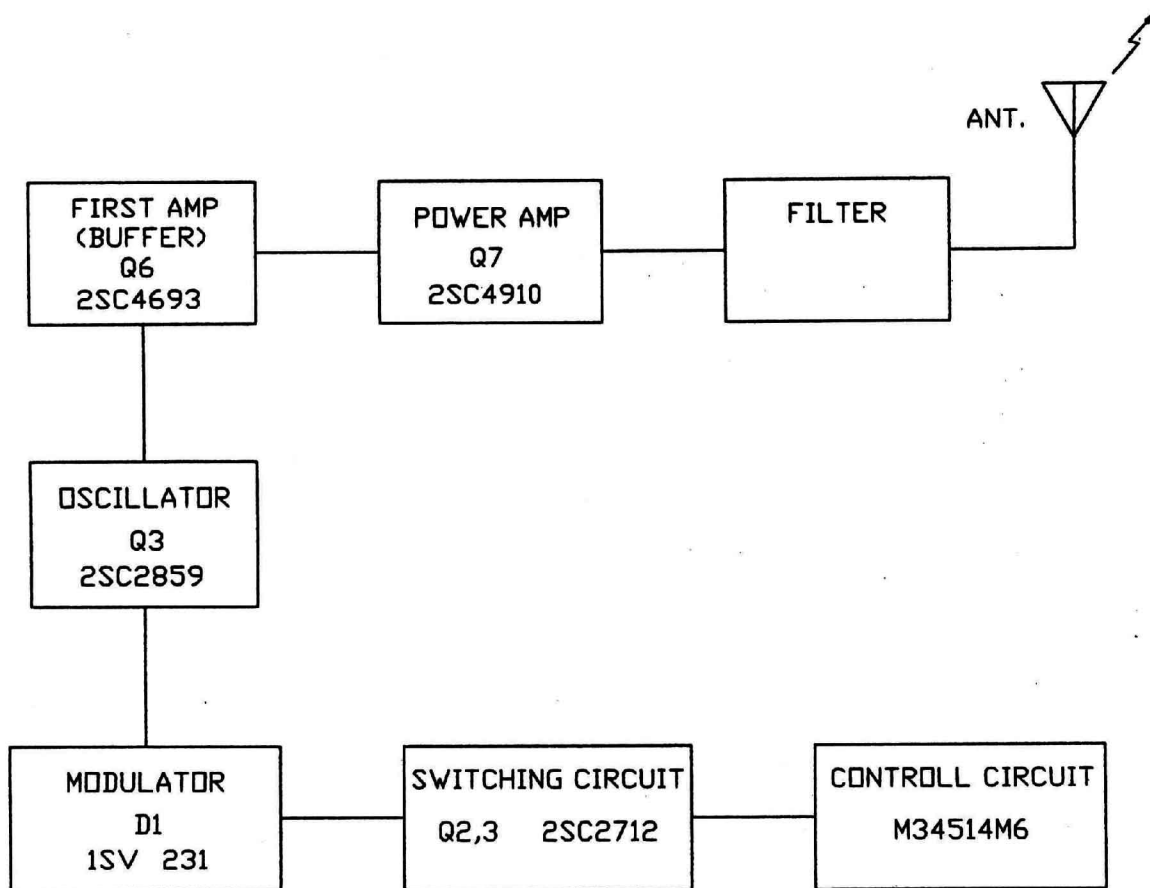 ANT.
FIRST AMP
(BUFFER)
Q6
2SC4693
POWER AMP
Q7
2SC4910
FILTER
OSCILLATOR
Q3
2SC2859
MODULATOR
D1
1SV 231
SWITCHING CIRCUIT
Q2,3 2SC2712
CONTROLL CIRCUIT
M34514M6